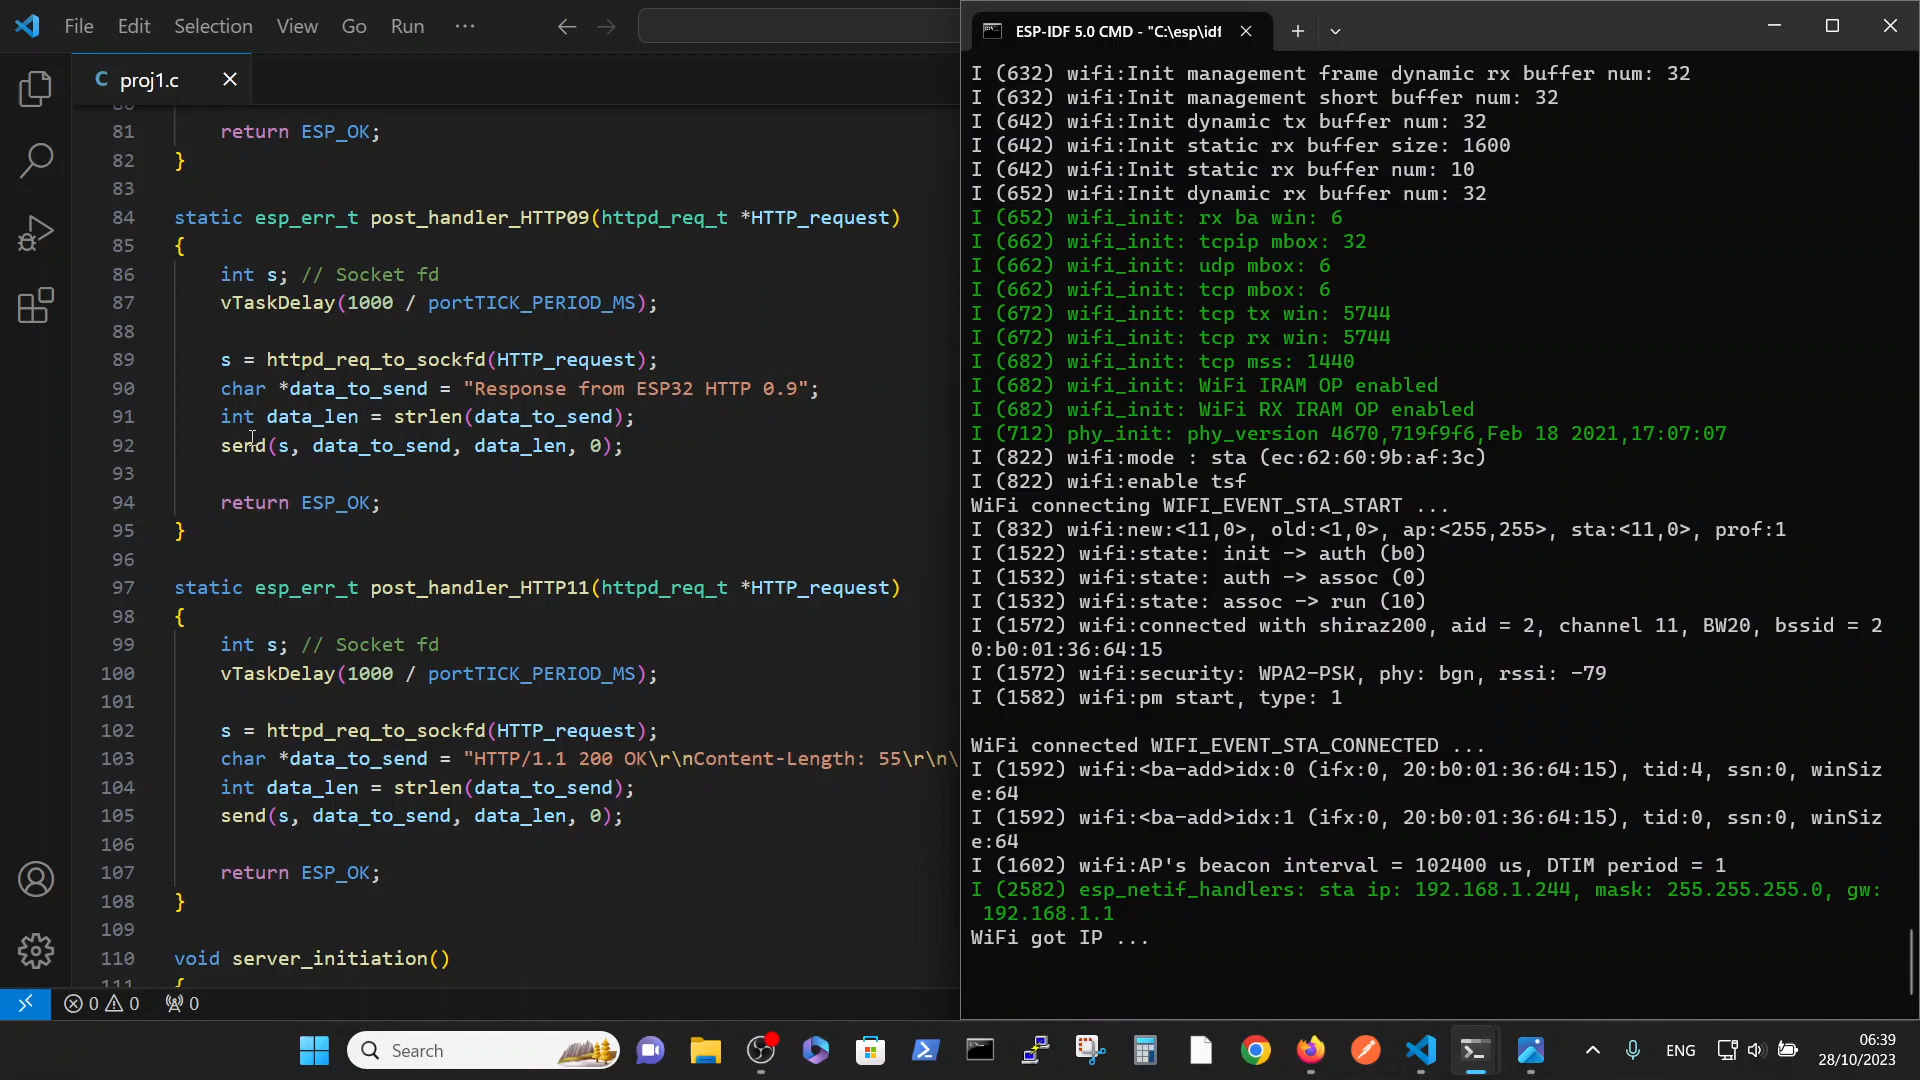 File Edit Selection View Go Run ···
C proj1.c
81 return ESP_OK;
82 }
83
84 static esp_err_t post_handler_HTTP09(httpd_req_t *HTTP_request)
85 {
86 int s; // Socket fd
87 vTaskDelay(1000 / portTICK_PERIOD_MS);
88
89 s = httpd_req_to_sockfd(HTTP_request);
90 char *data_to_send = "Response from ESP32 HTTP 0.9";
91 int data_len = strlen(data_to_send);
92 send(s, data_to_send, data_len, 0);
93
94 return ESP_OK;
95 }
96
97 static esp_err_t post_handler_HTTP11(httpd_req_t *HTTP_request)
98 {
99 int s; // Socket fd
100 vTaskDelay(1000 / portTICK_PERIOD_MS);
101
102 s = httpd_req_to_sockfd(HTTP_request);
103 char *data_to_send = "HTTP/1.1 200 OK\r\nContent-Length: 55\r\n\
104 int data_len = strlen(data_to_send);
105 send(s, data_to_send, data_len, 0);
106
107 return ESP_OK;
108 }
109
110 void server_initiation()
111 {
0 0 0
ESP-IDF 5.0 CMD - "C:\esp\idf
I (632) wifi:Init management frame dynamic rx buffer num: 32
I (632) wifi:Init management short buffer num: 32
I (642) wifi:Init dynamic tx buffer num: 32
I (642) wifi:Init static rx buffer size: 1600
I (642) wifi:Init static rx buffer num: 10
I (652) wifi:Init dynamic rx buffer num: 32
I (652) wifi_init: rx ba win: 6
I (662) wifi_init: tcpip mbox: 32
I (662) wifi_init: udp mbox: 6
I (662) wifi_init: tcp mbox: 6
I (672) wifi_init: tcp tx win: 5744
I (672) wifi_init: tcp rx win: 5744
I (682) wifi_init: tcp mss: 1440
I (682) wifi_init: WiFi IRAM OP enabled
I (682) wifi_init: WiFi RX IRAM OP enabled
I (712) phy_init: phy_version 4670,719f9f6,Feb 18 2021,17:07:07
I (822) wifi:mode : sta (ec:62:60:9b:af:3c)
I (822) wifi:enable tsf
WiFi connecting WIFI_EVENT_STA_START ...
I (832) wifi:new:<11,0>, old:<1,0>, ap:<255,255>, sta:<11,0>, prof:1
I (1522) wifi:state: init -> auth (b0)
I (1532) wifi:state: auth -> assoc (0)
I (1532) wifi:state: assoc -> run (10)
I (1572) wifi:connected with shiraz200, aid = 2, channel 11, BW20, bssid = 2
0:b0:01:36:64:15
I (1572) wifi:security: WPA2-PSK, phy: bgn, rssi: -79
I (1582) wifi:pm start, type: 1
WiFi connected WIFI_EVENT_STA_CONNECTED ...
I (1592) wifi:<ba-add>idx:0 (ifx:0, 20:b0:01:36:64:15), tid:4, ssn:0, winSiz
e:64
I (1592) wifi:<ba-add>idx:1 (ifx:0, 20:b0:01:36:64:15), tid:0, ssn:0, winSiz
e:64
I (1602) wifi:AP's beacon interval = 102400 us, DTIM period = 1
I (2582) esp_netif_handlers: sta ip: 192.168.1.244, mask: 255.255.255.0, gw:
192.168.1.1
WiFi got IP ...
Search
ENG
06:39
28/10/2023